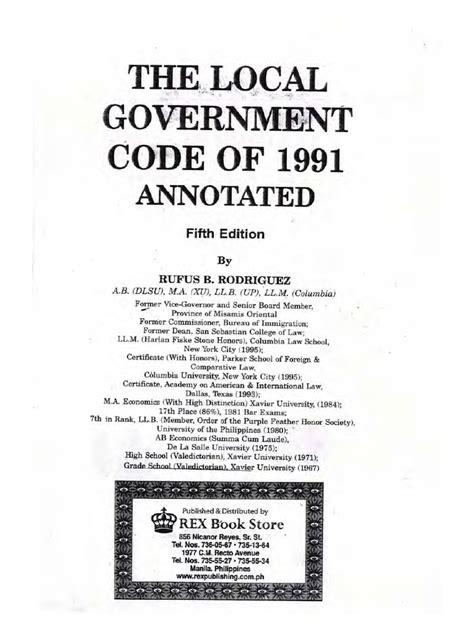 THE LOCAL
GOVERNMENT
CODE OF 1991
ANNOTATED
Fifth Edition
By
RUFUS B. RODRIGUEZ
A.B. (DLSU), M.A. (XU), LL.B. (UP), LL.M. (Columbia)
Former Vice-Governor and Senior Board Member,
Province of Misamis Oriental
Former Commissioner, Bureau of Immigration;
Former Dean, San Sebastian College of Law;
LL.M. (Harlan Fiske Stone Honors), Columbia Law School,
New York City (1995);
Certificate (With Honors), Parker School of Foreign &
Comparative Law,
Columbia University, New York City (1995);
Certificate, Academy on American & International Law,
Dallas, Texas (1993);
M.A. Economics (With High Distinction) Xavier University, (1984);
17th Place (86%), 1981 Bar Exams;
7th in Rank, LL.B. (Member, Order of the Purple Feather Honor Society),
University of the Philippines (1980);
AB Economics (Summa Cum Laude),
De La Salle University (1975);
High School (Valedictorian), Xavier University (1971);
Grade School (Valedictorian), Xavier University (1967)
Published & Distributed by
REX Book Store
856 Nicanor Reyes, Sr. St.
Tel. Nos. 736-05-67 • 735-13-64
1977 C.M. Recto Avenue
Tel. Nos. 735-55-27 • 735-55-34
Manila, Philippines
www.rexpublishing.com.ph